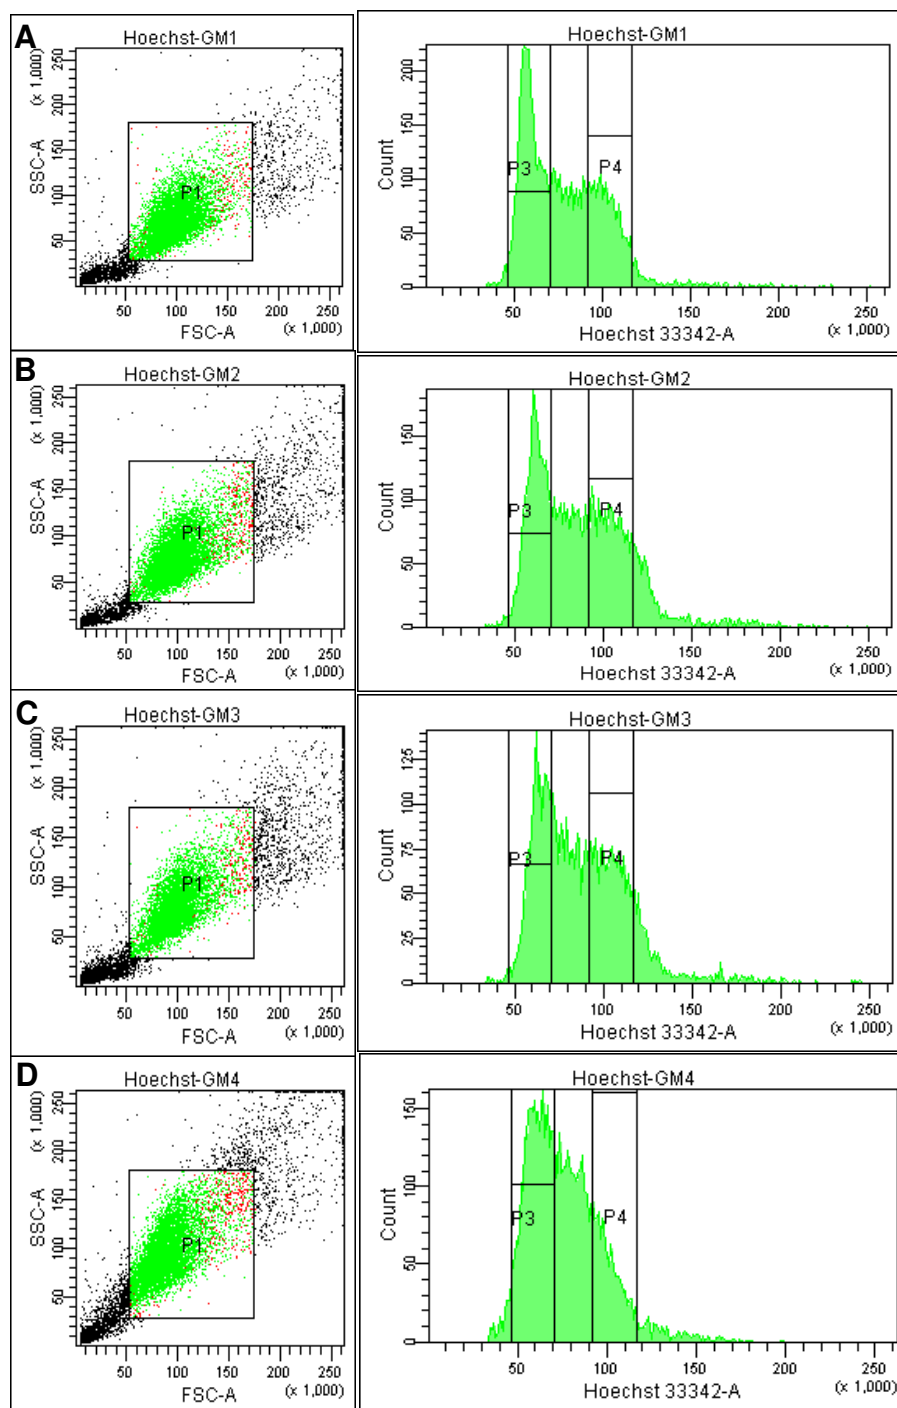 A
Hoechst-GM1
(x 1,000)
SSC-A
250
200
150
100
50
P1
50 100 150 200 250
FSC-A (x 1,000)
Hoechst-GM1
Count
200
150
100
50
0
P3 P4
50 100 150 200 250
Hoechst 33342-A (x 1,000)
B
Hoechst-GM2
(x 1,000)
SSC-A
250
200
150
100
50
P1
50 100 150 200 250
FSC-A (x 1,000)
Hoechst-GM2
Count
150
100
50
0
P3 P4
50 100 150 200 250
Hoechst 33342-A (x 1,000)
C
Hoechst-GM3
(x 1,000)
SSC-A
250
200
150
100
50
P1
50 100 150 200 250
FSC-A (x 1,000)
Hoechst-GM3
Count
125
100
75
50
25
0
P3 P4
50 100 150 200 250
Hoechst 33342-A (x 1,000)
D
Hoechst-GM4
(x 1,000)
SSC-A
250
200
150
100
50
P1
50 100 150 200 250
FSC-A (x 1,000)
Hoechst-GM4
Count
150
100
50
0
P3 P4
50 100 150 200 250
Hoechst 33342-A (x 1,000)